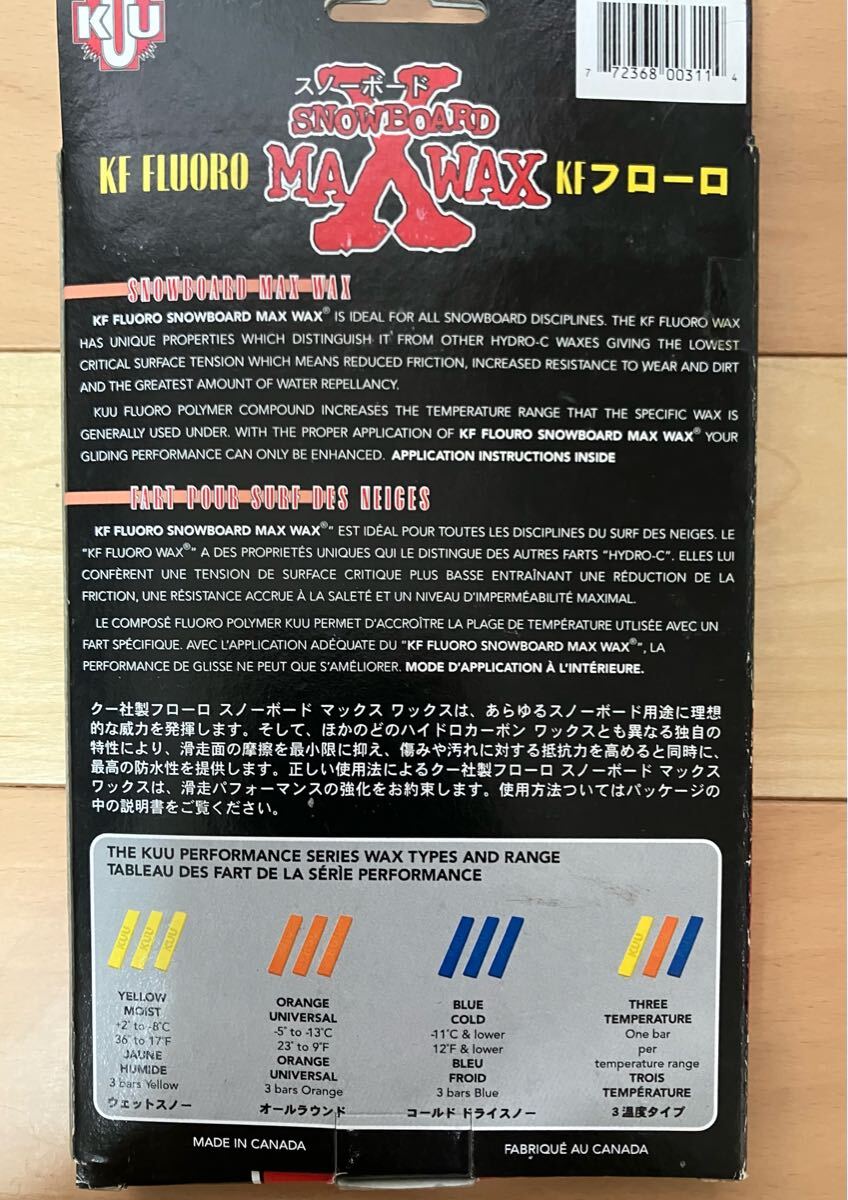 KUU
7 72368 00311 4
スノーボード
SNOWBOARD
KF FLUORO MAX WAX KFフローロ
SNOWBOARD MAX WAX
KF FLUORO SNOWBOARD MAX WAX® IS IDEAL FOR ALL SNOWBOARD DISCIPLINES. THE KF FLUORO WAX
HAS UNIQUE PROPERTIES WHICH DISTINGUISH IT FROM OTHER HYDRO-C WAXES GIVING THE LOWEST
CRITICAL SURFACE TENSION WHICH MEANS REDUCED FRICTION, INCREASED RESISTANCE TO WEAR AND DIRT
AND THE GREATEST AMOUNT OF WATER REPELLANCY.
KUU FLUORO POLYMER COMPOUND INCREASES THE TEMPERATURE RANGE THAT THE SPECIFIC WAX IS
GENERALLY USED UNDER. WITH THE PROPER APPLICATION OF KF FLOURO SNOWBOARD MAX WAX® YOUR
GLIDING PERFORMANCE CAN ONLY BE ENHANCED. APPLICATION INSTRUCTIONS INSIDE
FART POUR SURF DES NEIGES
KF FLUORO SNOWBOARD MAX WAX®" EST IDÉAL POUR TOUTES LES DISCIPLINES DU SURF DES NEIGES. LE
"KF FLUORO WAX®" A DES PROPRIETÉS UNIQUES QUI LE DISTINGUE DES AUTRES FARTS "HYDRO-C". ELLES LUI
CONFÈRENT UNE TENSION DE SURFACE CRITIQUE PLUS BASSE ENTRAÎNANT UNE RÉDUCTION DE LA
FRICTION, UNE RÉSISTANCE ACCRUE À LA SALETÉ ET UN NIVEAU D'IMPERMÉABILITÉ MAXIMAL.
LE COMPOSÉ FLUORO POLYMER KUU PERMET D'ACCROÎTRE LA PLAGE DE TEMPÉRATURE UTLISÉE AVEC UN
FART SPÉCIFIQUE. AVEC L'APPLICATION ADÉQUATE DU "KF FLUORO SNOWBOARD MAX WAX®", LA
PERFORMANCE DE GLISSE NE PEUT QUE S'AMÉLIORER. MODE D'APPLICATION À L'INTÉRIEURE.
クー社製フローロ スノーボード マックス ワックスは、あらゆるスノーボード用途に理想
的な威力を発揮します。そして、ほかのどのハイドロカーボン ワックスとも異なる独自の
特性により、滑走面の摩擦を最小限に抑え、傷みや汚れに対する抵抗力を高めると同時に、
最高の防水性を提供します。正しい使用法によるクー社製フローロ スノーボード マックス
ワックスは、滑走パフォーマンスの強化をお約束します。使用方法ついてはパッケージの
中の説明書をご覧ください。
THE KUU PERFORMANCE SERIES WAX TYPES AND RANGE
TABLEAU DES FART DE LA SÉRÌE PERFORMANCE
KUU KUU KUU
YELLOW
MOIST
+2° to -8°C
36° to 17°F
JAUNE
HUMIDE
3 bars Yellow
ウェットスノー
ORANGE
UNIVERSAL
-5° to -13°C
23° to 9°F
ORANGE
UNIVERSAL
3 bars Orange
オールラウンド
BLUE
COLD
-11°C & lower
12°F & lower
BLEU
FROID
3 bars Blue
コールド ドライスノー
KUU
THREE
TEMPERATURE
One bar
per
temperature range
TROIS
TEMPÉRATURE
3温度タイプ
MADE IN CANADA
FABRIQUÉ AU CANADA